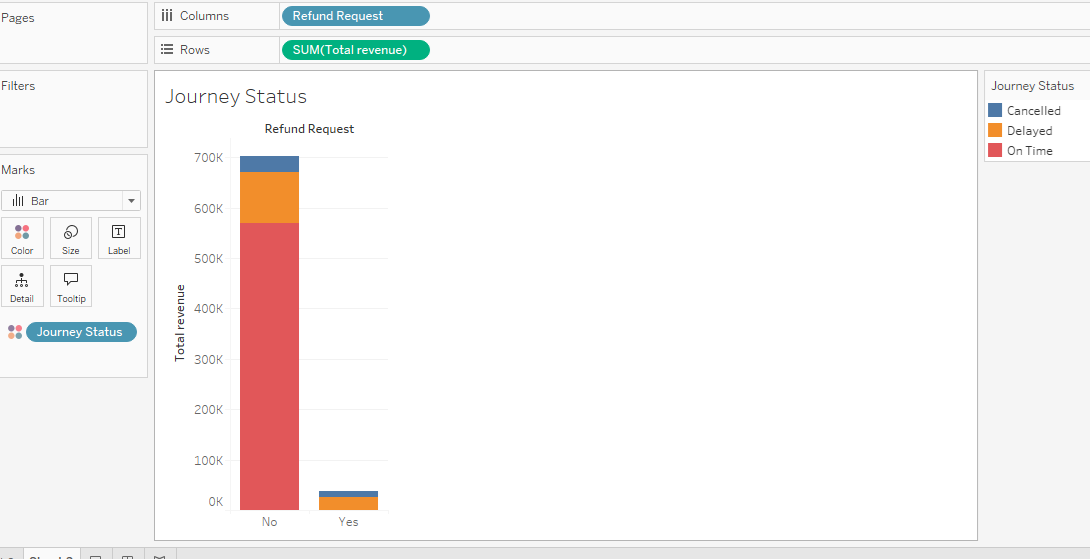 Pages
Columns
Refund Request
Rows
SUM(Total revenue)
Filters
Marks
Bar
Color
Size
Label
Detail
Tooltip
Journey Status
Journey Status
Refund Request
Total revenue
700K
600K
500K
400K
300K
200K
100K
0K
No
Yes
Journey Status
Cancelled
Delayed
On Time